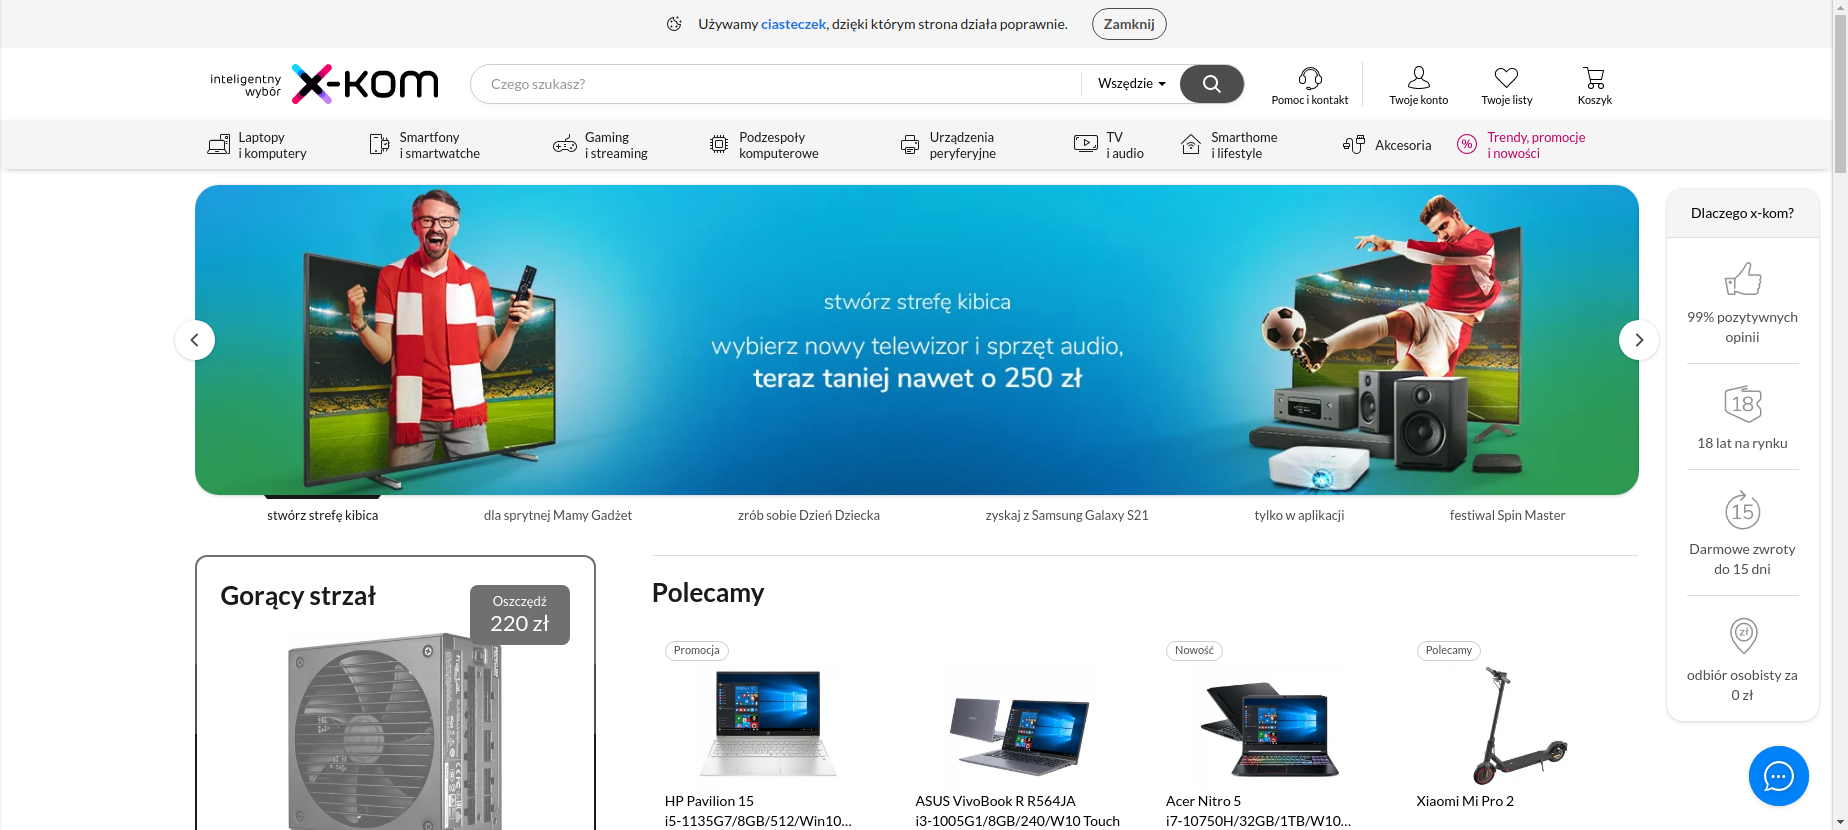 Używamy ciasteczek, dzięki którym strona działa poprawnie.
Zamknij
inteligentny
wybór
x-kom
Czego szukasz?
Wszędzie
Pomoc i kontakt
Twoje konto
Twoje listy
Koszyk
Laptopy
i komputery
Smartfony
i smartwatche
Gaming
i streaming
Podzespoły
komputerowe
Urządzenia
peryferyjne
TV
i audio
Smarthome
i lifestyle
Akcesoria
%
Trendy, promocje
i nowości
stwórz strefę kibica
wybierz nowy telewizor i sprzęt audio,
teraz taniej nawet o 250 zł
stwórz strefę kibica
dla sprytnej Mamy Gadżet
zrób sobie Dzień Dziecka
zyskaj z Samsung Galaxy S21
tylko w aplikacji
festiwal Spin Master
Dlaczego x-kom?
99% pozytywnych
opinii
18
18 lat na rynku
15
Darmowe zwroty
do 15 dni
zł
odbiór osobisty za
0 zł
Gorący strzał
Oszczędź
220 zł
Polecamy
Promocja
HP Pavilion 15
i5-1135G7/8GB/512/Win10...
ASUS VivoBook R R564JA
i3-1005G1/8GB/240/W10 Touch
Nowość
Acer Nitro 5
i7-10750H/32GB/1TB/W10...
Polecamy
Xiaomi Mi Pro 2